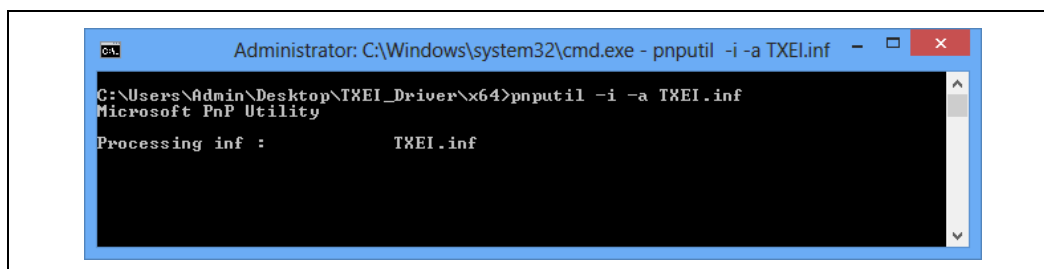 Administrator: C:\Windows\system32\cmd.exe - pnputil -i -a TXEI.inf
C:\Users\Admin\Desktop\TXEI_Driver\x64>pnputil -i -a TXEI.inf
Microsoft PnP Utility
Processing inf : TXEI.inf